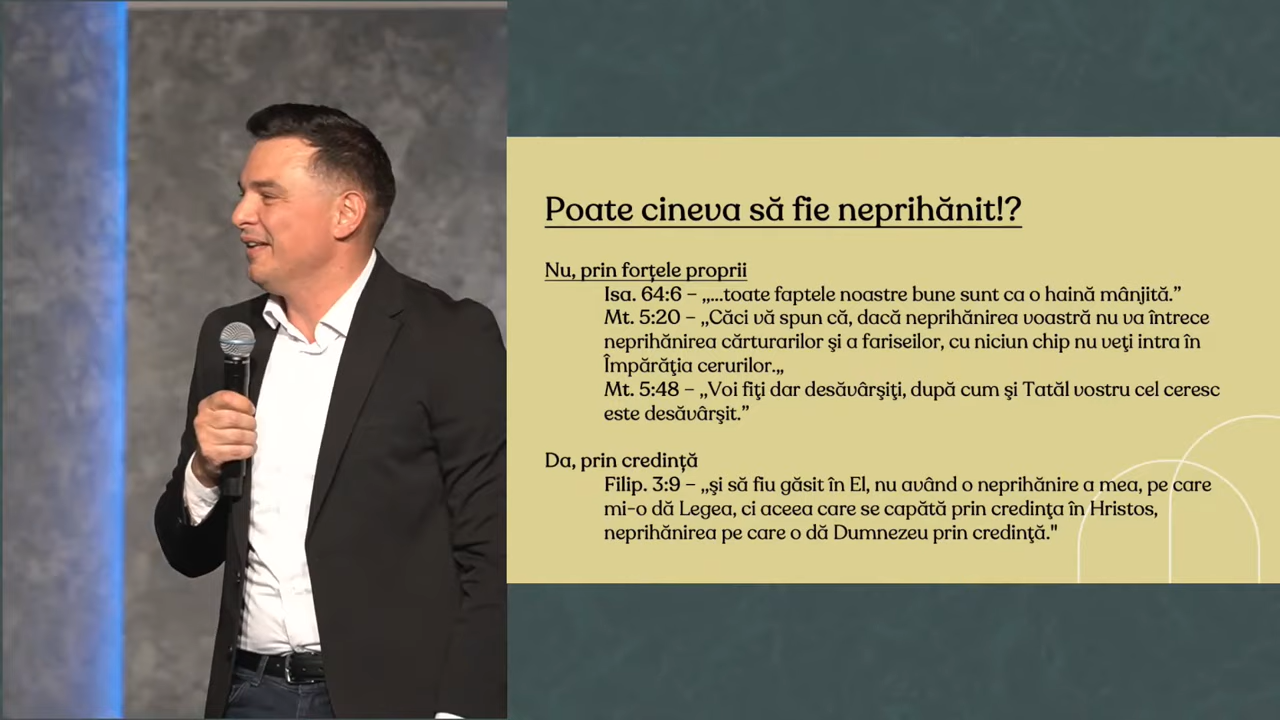 Poate cineva să fie neprihănit!?
Nu, prin forțele proprii
Isa. 64:6 – „...toate faptele noastre bune sunt ca o haină mânjită.”
Mt. 5:20 – „Căci vă spun că, dacă neprihănirea voastră nu va întrece
neprihănirea cărturarilor şi a fariseilor, cu niciun chip nu veţi intra în
Împărăţia cerurilor.„
Mt. 5:48 – „Voi fiţi dar desăvârşiţi, după cum şi Tatăl vostru cel ceresc
este desăvârşit.”
Da, prin credință
Filip. 3:9 – „şi să fiu găsit în El, nu având o neprihănire a mea, pe care
mi-o dă Legea, ci aceea care se capătă prin credinţa în Hristos,
neprihănirea pe care o dă Dumnezeu prin credinţă."